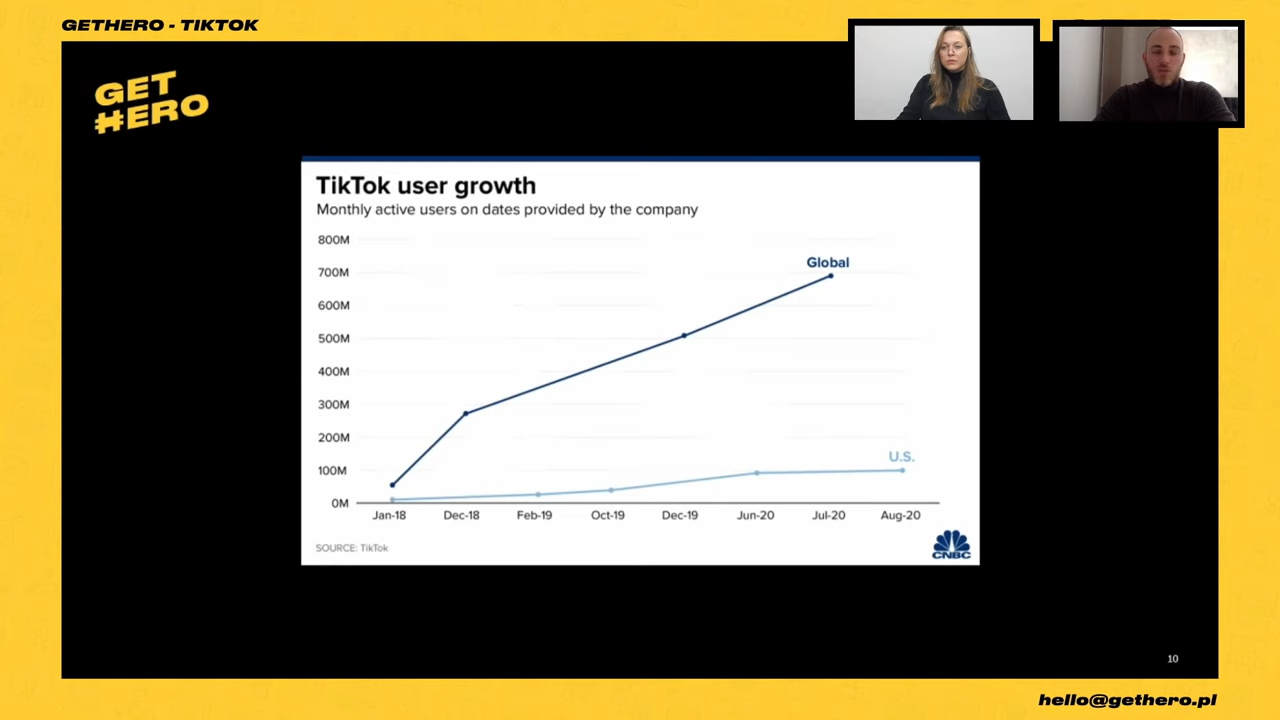 GETHERO - TIKTOK
GET
HERO
TikTok user growth
Monthly active users on dates provided by the company
800M
700M
600M
500M
400M
300M
200M
100M
0M
Global
U.S.
Jan-18 Dec-18 Feb-19 Oct-19 Dec-19 Jun-20 Jul-20 Aug-20
SOURCE: TikTok
CNBC
10
hello@gethero.pl